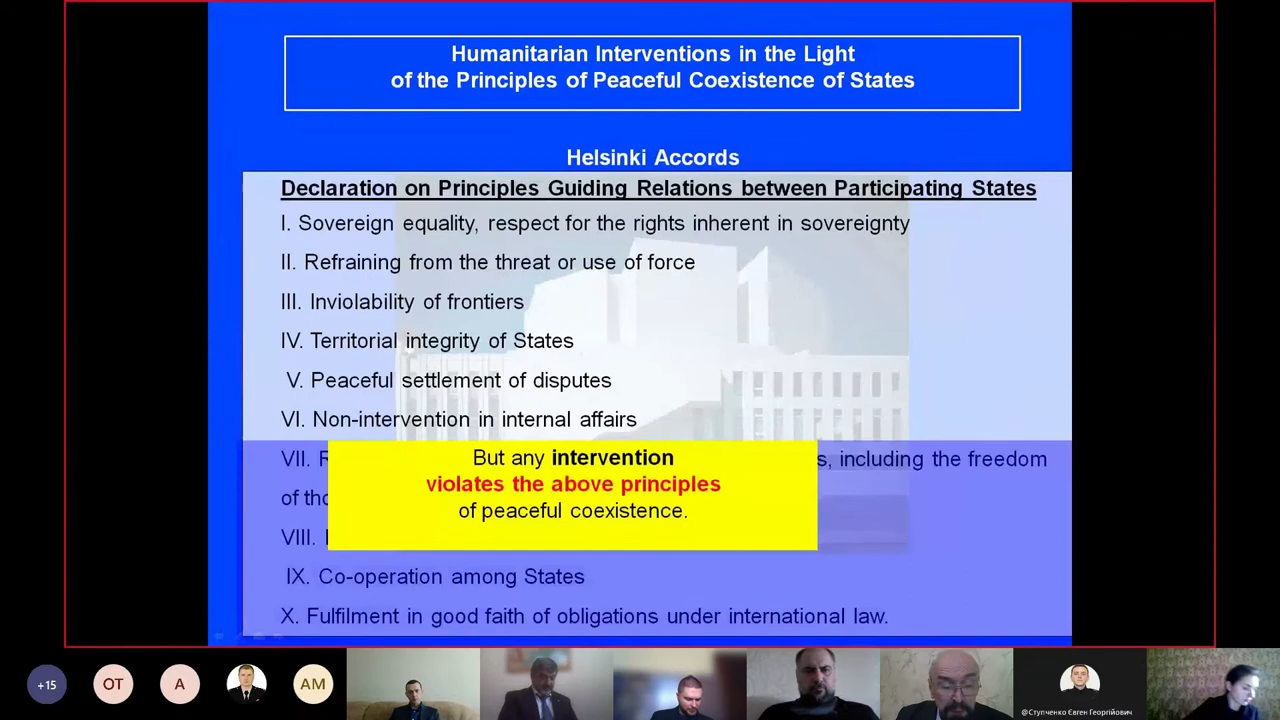 Humanitarian Interventions in the Light
of the Principles of Peaceful Coexistence of States
Helsinki Accords
Declaration on Principles Guiding Relations between Participating States
I. Sovereign equality, respect for the rights inherent in sovereignty
II. Refraining from the threat or use of force
III. Inviolability of frontiers
IV. Territorial integrity of States
V. Peaceful settlement of disputes
VI. Non-intervention in internal affairs
VII. including the freedom
of
VIII.
But any intervention
violates the above principles
of peaceful coexistence.
IX. Co-operation among States
X. Fulfilment in good faith of obligations under international law.
+15
OT
A
AM
@Ступченко Євген Георгійович